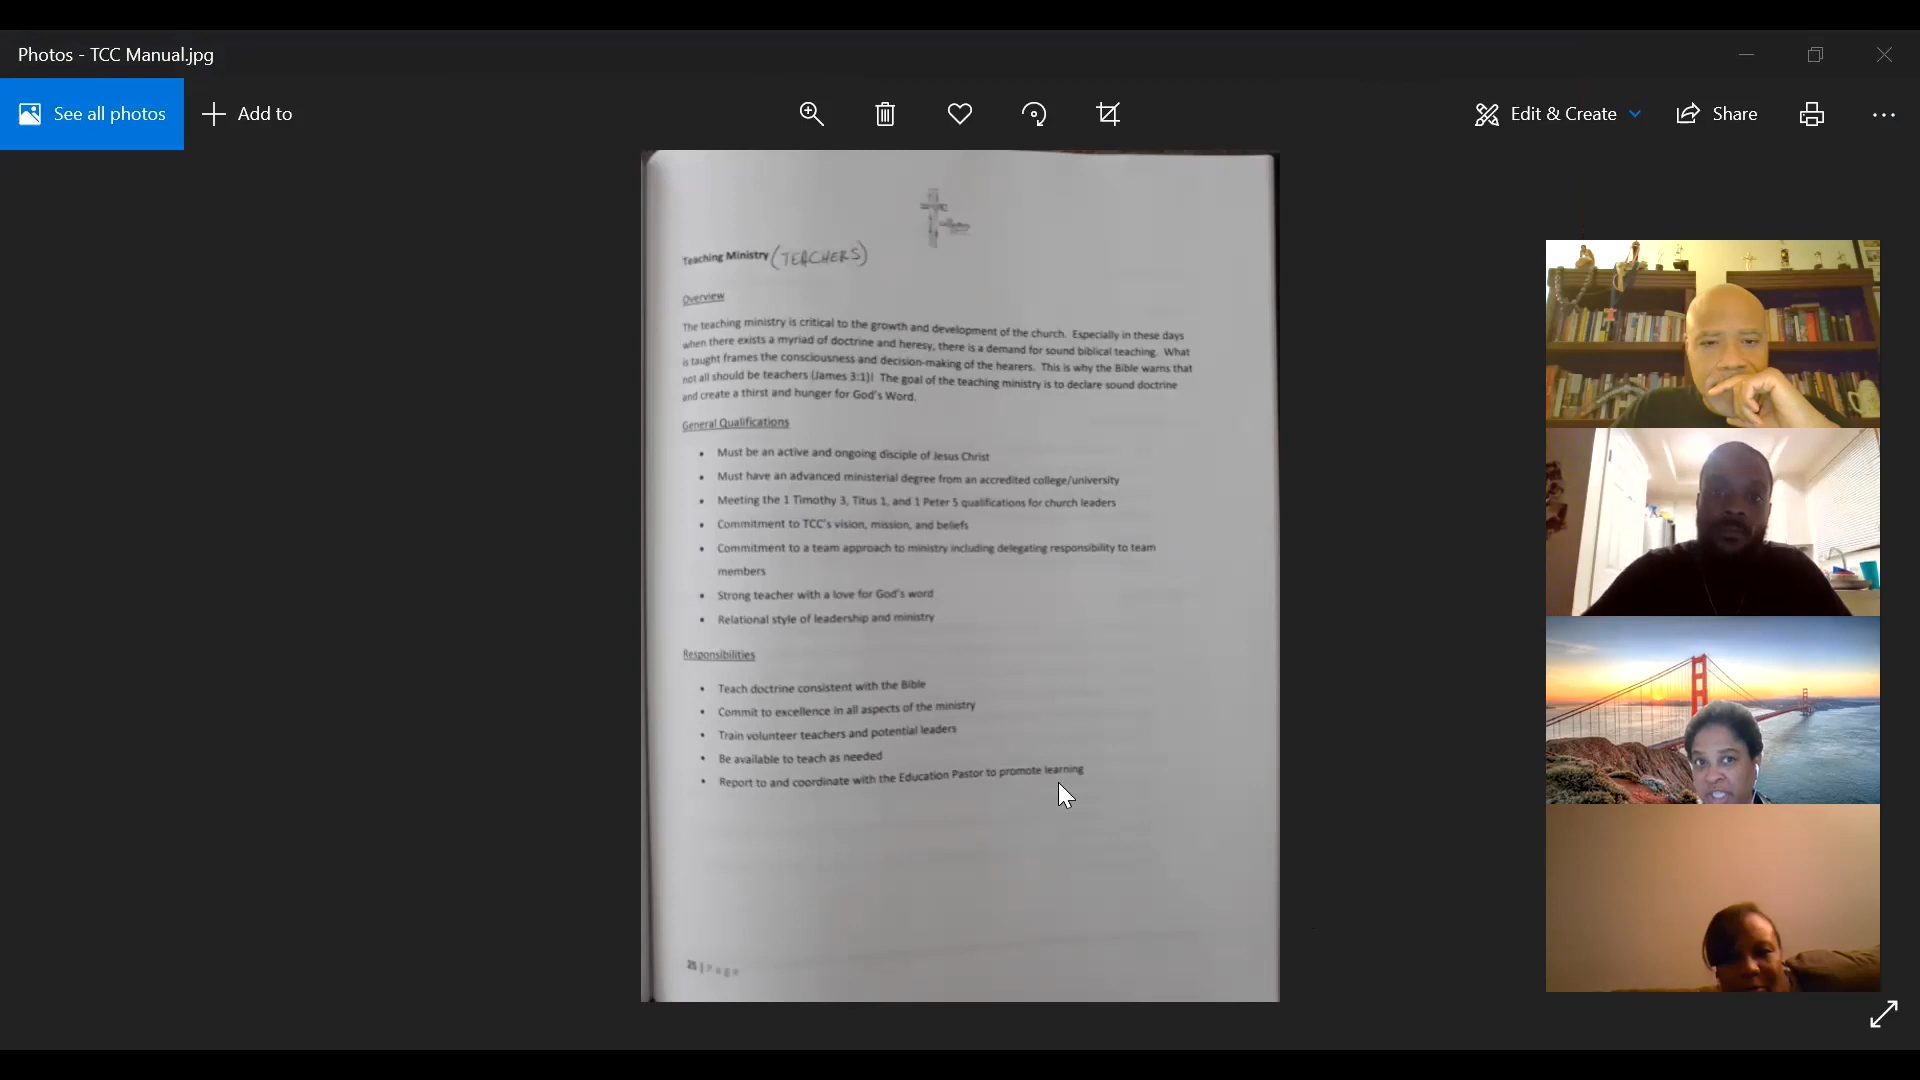 Photos - TCC Manual.jpg
See all photos
Add to
Edit & Create
Share
Teaching Ministry (TEACHERS)
Overview
The teaching ministry is critical to the growth and development of the church. Especially in these days
when there exists a myriad of doctrine and heresy, there is a demand for sound biblical teaching. What
is taught frames the consciousness and decision-making of the hearers. This is why the Bible warns that
not all should be teachers (James 3:1)! The goal of the teaching ministry is to declare sound doctrine
and create a thirst and hunger for God's Word.
General Qualifications
• Must be an active and ongoing disciple of Jesus Christ
• Must have an advanced ministerial degree from an accredited college/university
• Meeting the 1 Timothy 3, Titus 1, and 1 Peter 5 qualifications for church leaders
• Commitment to TCC's vision, mission, and beliefs
• Commitment to a team approach to ministry including delegating responsibility to team
members
• Strong teacher with a love for God's word
• Relational style of leadership and ministry
Responsibilities
• Teach doctrine consistent with the Bible
• Commit to excellence in all aspects of the ministry
• Train volunteer teachers and potential leaders
• Be available to teach as needed
• Report to and coordinate with the Education Pastor to promote learning
25 | Page